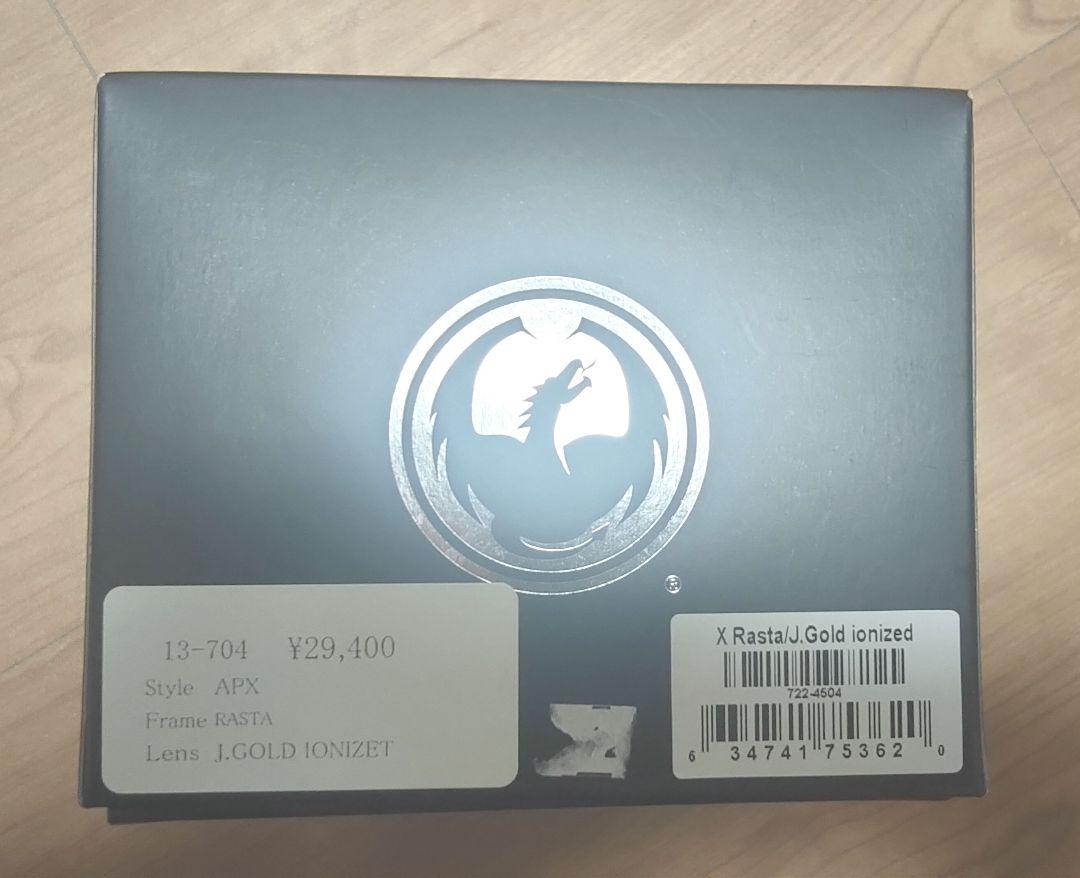 ®
13-704 ¥29,400
Style APX
Frame RASTA
Lens J.GOLD IONIZET
X Rasta/J.Gold ionized
722-4504
6 34741 75362 0